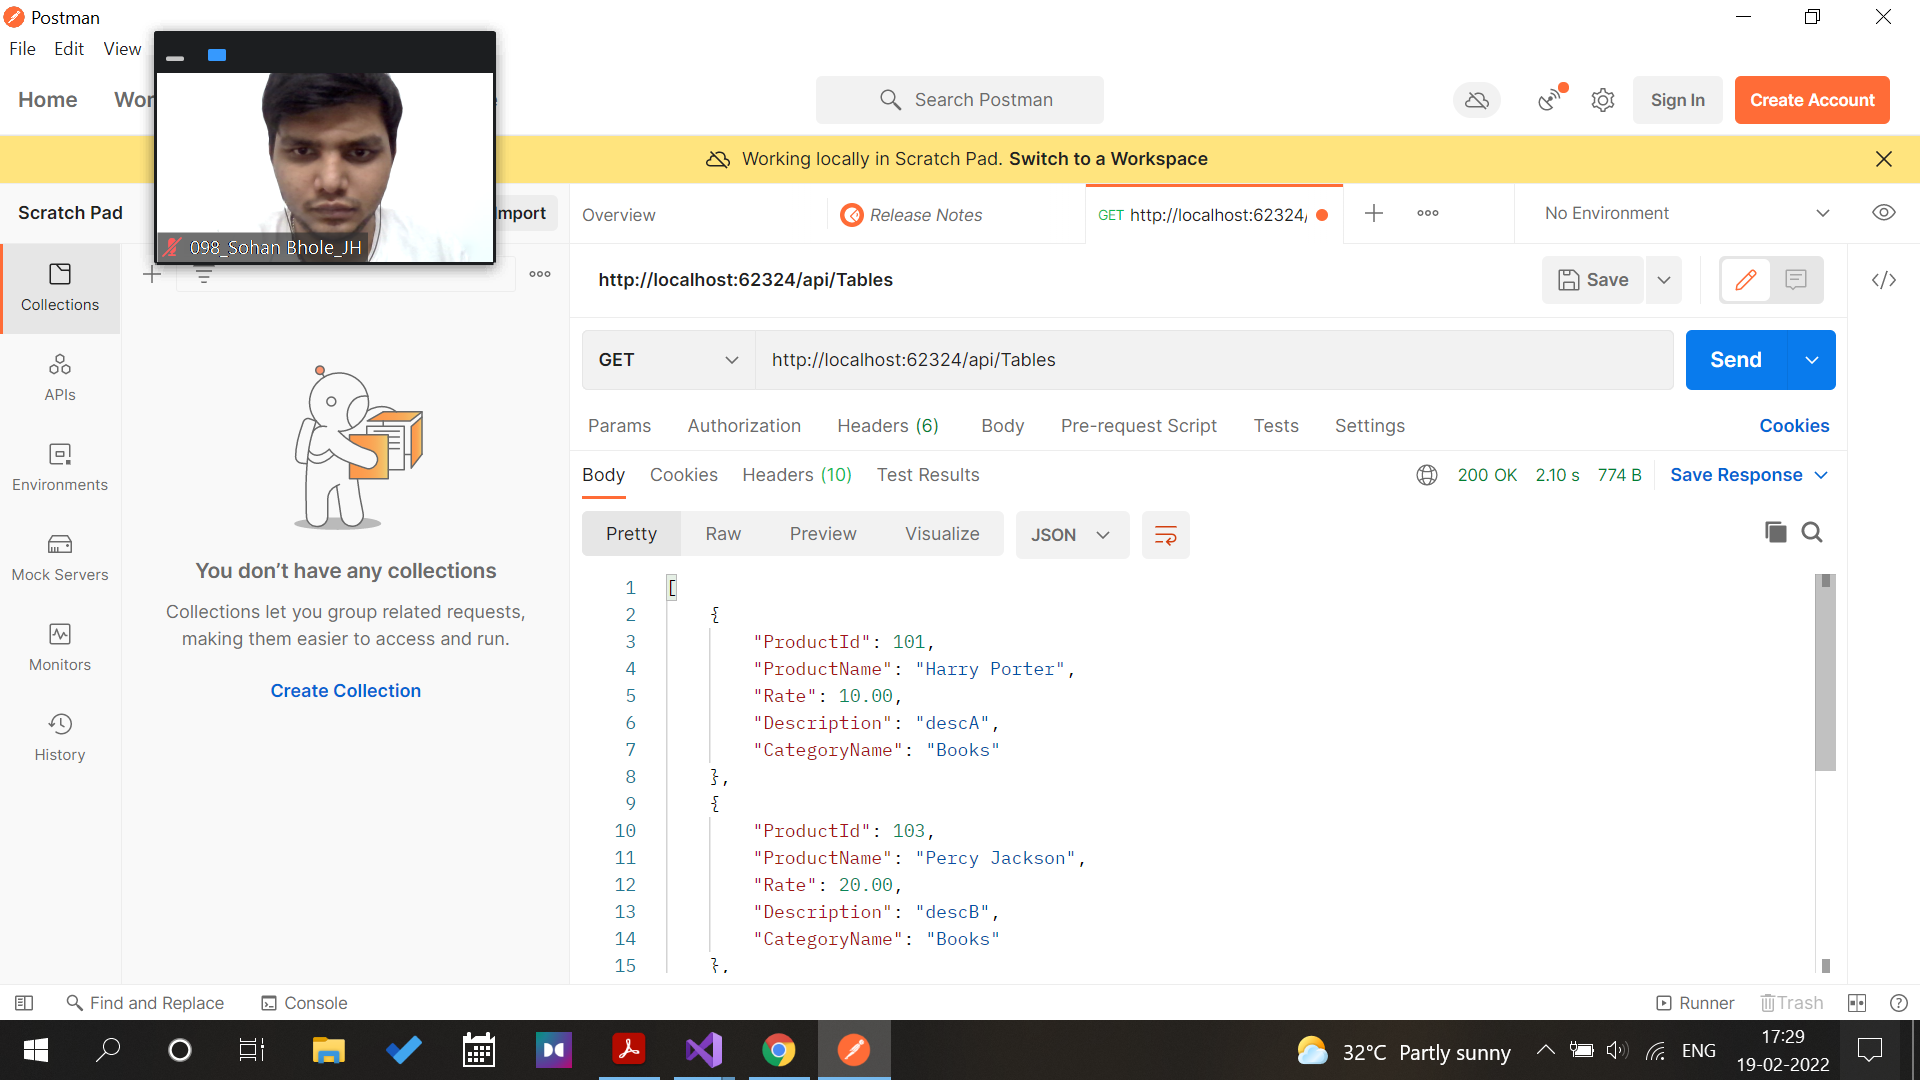 Postman
File Edit View
Home Wor
Search Postman
Sign In
Create Account
Working locally in Scratch Pad. Switch to a Workspace
098_Sohan Bhole_JH
Scratch Pad
Import
Overview
Release Notes
GET http://localhost:62324/
No Environment
Collections
APIs
Environments
Mock Servers
Monitors
History
You don’t have any collections
Collections let you group related requests,
making them easier to access and run.
Create Collection
http://localhost:62324/api/Tables
Save
GET http://localhost:62324/api/Tables
Send
Params Authorization Headers (6) Body Pre-request Script Tests Settings Cookies
Body Cookies Headers (10) Test Results 200 OK 2.10 s 774 B Save Response
Pretty Raw Preview Visualize JSON
1 [
2 {
3 "ProductId": 101,
4 "ProductName": "Harry Porter",
5 "Rate": 10.00,
6 "Description": "descA",
7 "CategoryName": "Books"
8 },
9 {
10 "ProductId": 103,
11 "ProductName": "Percy Jackson",
12 "Rate": 20.00,
13 "Description": "descB",
14 "CategoryName": "Books"
15 },
Find and Replace Console Runner Trash
32°C Partly sunny ENG 17:29
19-02-2022